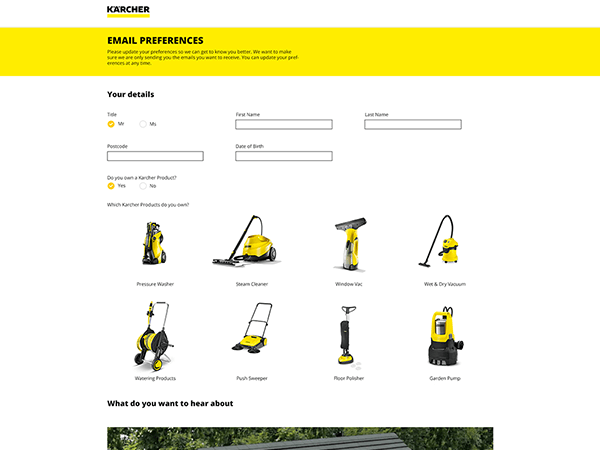 KÄRCHER
EMAIL PREFERENCES
Please update your preferences so we can get to know you better. We want to make
sure we are only sending you the emails you want to receive. You can update your pref-
erences at any time.
Your details
Title First Name Last Name
Mr Ms
Postcode Date of Birth
Do you own a Karcher Product?
Yes No
Which Karcher Products do you own?
Pressure Washer Steam Cleaner Window Vac Wet & Dry Vacuum
Watering Products Push Sweeper Floor Polisher Garden Pump
What do you want to hear about